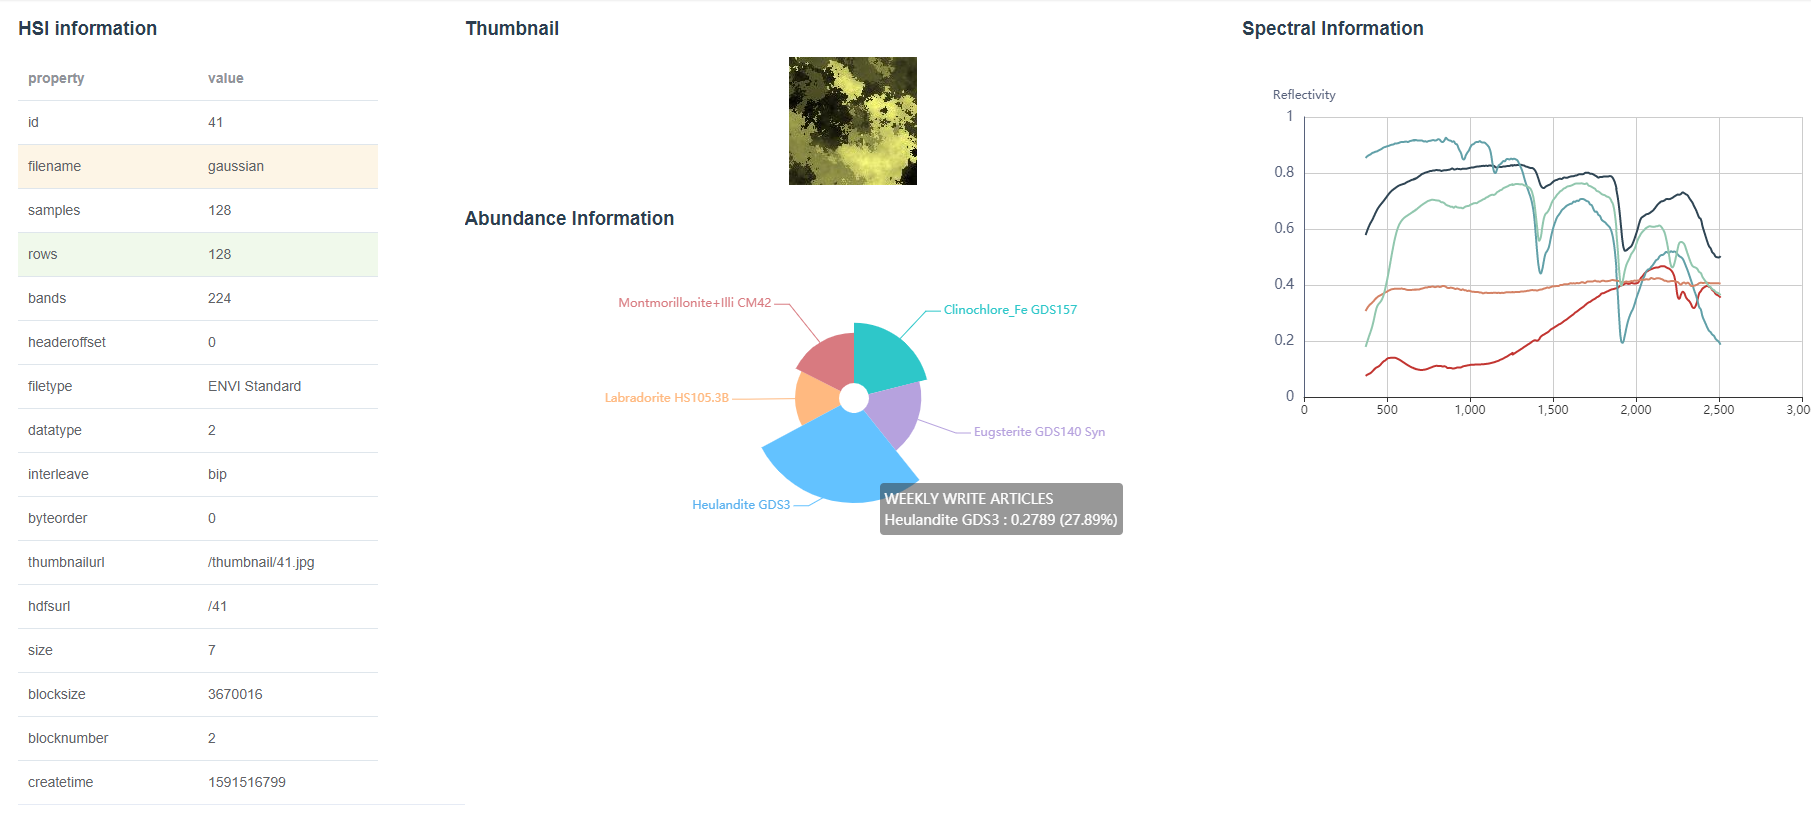 HSI information
property value
id 41
filename gaussian
samples 128
rows 128
bands 224
headeroffset 0
filetype ENVI Standard
datatype 2
interleave bip
byteorder 0
thumbnailurl /thumbnail/41.jpg
hdfsurl /41
size 7
blocksize 3670016
blocknumber 2
createtime 1591516799
Thumbnail
Abundance Information
Montmorillonite+Illi CM42
Clinochlore_Fe GDS157
Labradorite HS105.3B
Eugsterite GDS140 Syn
Heulandite GDS3
WEEKLY WRITE ARTICLES
Heulandite GDS3 : 0.2789 (27.89%)
Spectral Information
Reflectivity
1
0.8
0.6
0.4
0.2
0
0 500 1,000 1,500 2,000 2,500 3,00